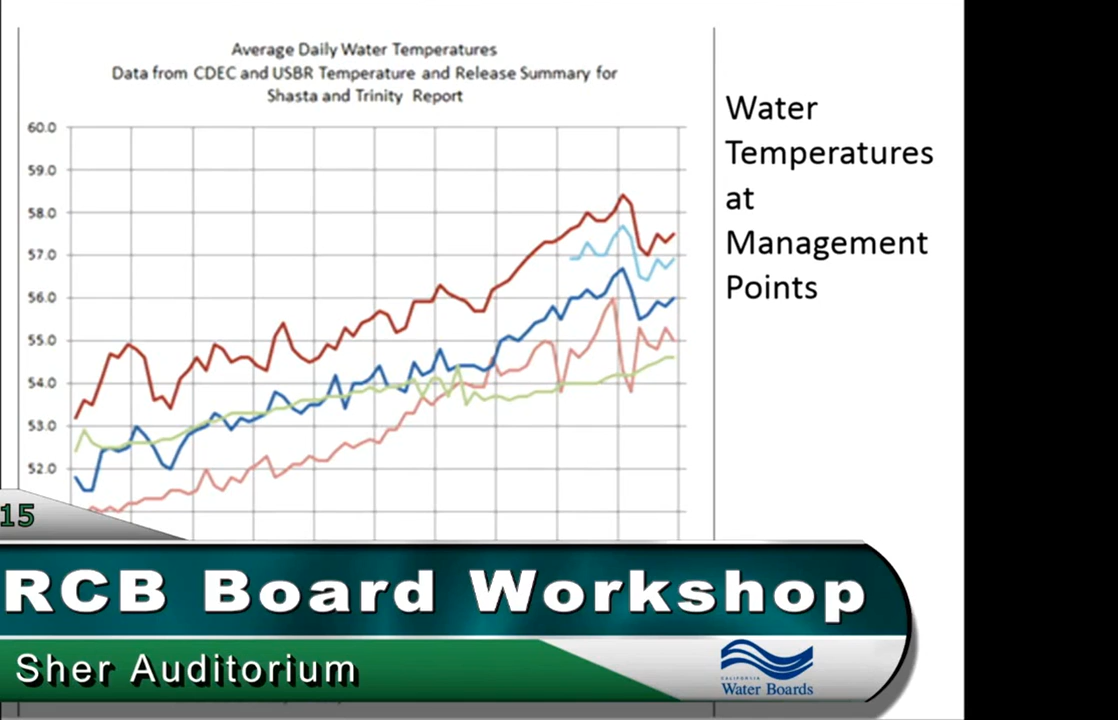 Average Daily Water Temperatures
Data from CDEC and USBR Temperature and Release Summary for
Shasta and Trinity Report
60.0
59.0
58.0
57.0
56.0
55.0
54.0
53.0
52.0
Water
Temperatures
at
Management
Points
15
RCB Board Workshop
Sher Auditorium
CALIFORNIA
Water Boards